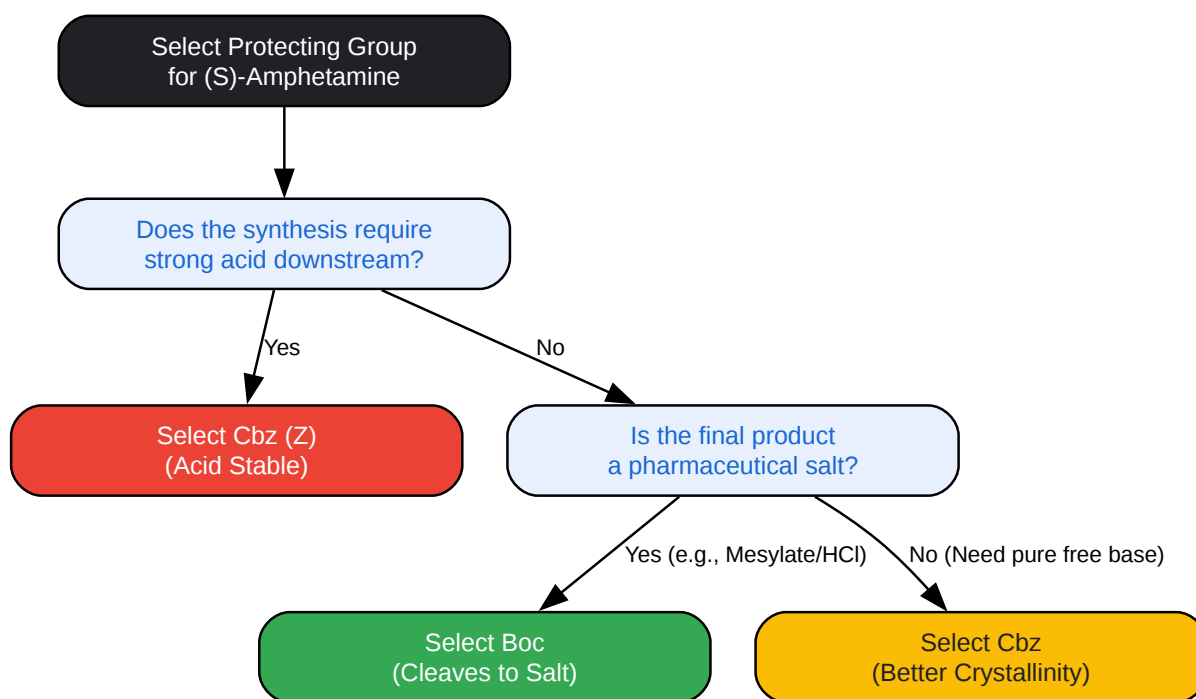 Select Protecting Group
for (S)-Amphetamine
Does the synthesis require
strong acid downstream?
Yes
No
Select Cbz (Z)
(Acid Stable)
Is the final product
a pharmaceutical salt?
Yes (e.g., Mesylate/HCl)
No (Need pure free base)
Select Boc
(Cleaves to Salt)
Select Cbz
(Better Crystallinity)